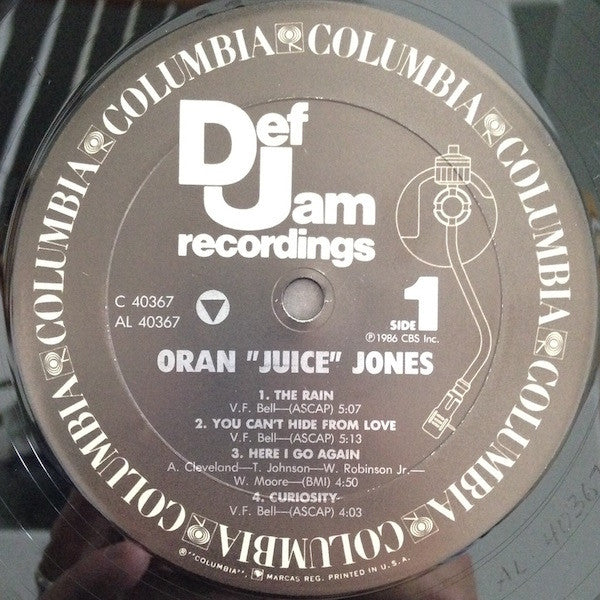 COLUMBIA COLUMBIA COLUMBIA COLUMBIA COLUMBIA COLUMBIA COLUMBIA COLUMBIA
Def
Jam
recordings
C 40367
AL 40367
SIDE 1
℗1986 CBS Inc.
ORAN "JUICE" JONES
1. THE RAIN
V.F. Bell—(ASCAP) 5:07
2. YOU CAN'T HIDE FROM LOVE
V.F. Bell—(ASCAP) 5:13
3. HERE I GO AGAIN
A. Cleveland—T. Johnson—W. Robinson Jr.—
W. Moore—(BMI) 4:50
4. CURIOSITY
V.F. Bell—(ASCAP) 4:03
® "COLUMBIA", MARCAS REG. PRINTED IN U.S.A.
AL 40367